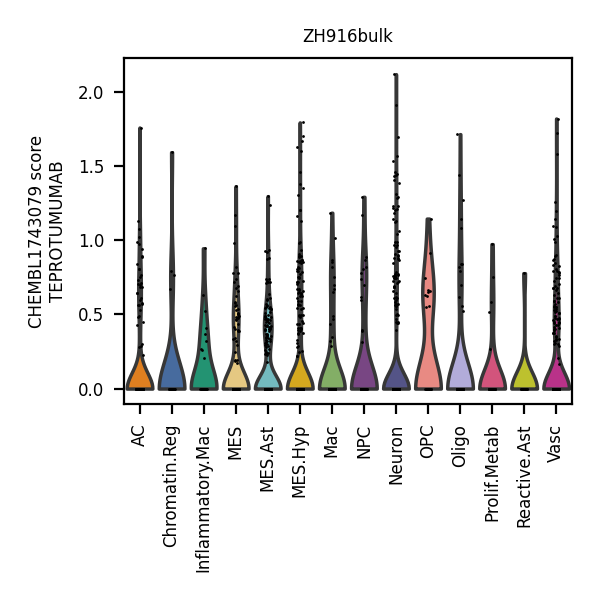 ZH916bulk
CHEMBL1743079 score
TEPROTUMUMAB
2.0
1.5
1.0
0.5
0.0
AC
Chromatin.Reg
Inflammatory.Mac
MES
MES.Ast
MES.Hyp
Mac
NPC
Neuron
OPC
Oligo
Prolif.Metab
Reactive.Ast
Vasc